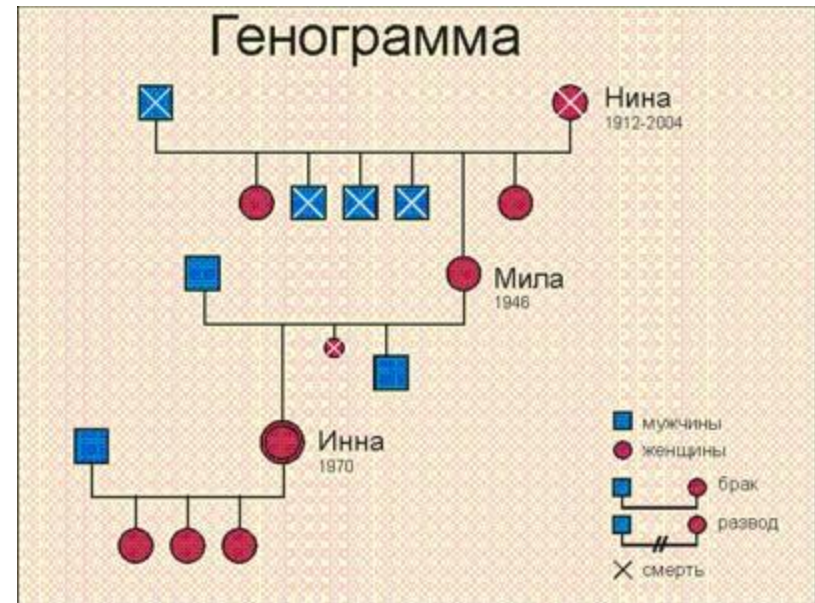 Генограмма
Нина
1912-2004
Мила
1946
Инна
1970
мужчины
женщины
брак
развод
смерть